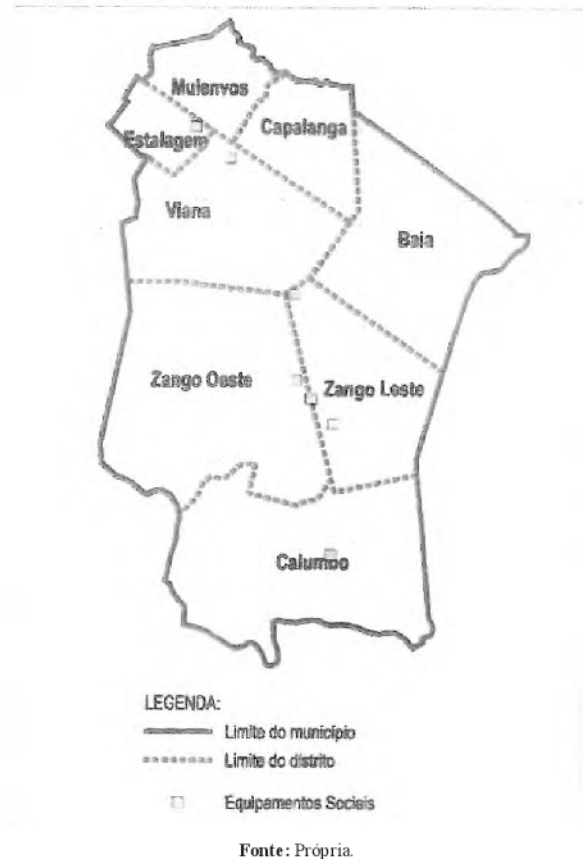 Mulenvos
Capalanga
Estalagem
Viana
Baia
Zango Oeste
Zango Leste
Calumbo
LEGENDA:
Limite do município
Limite do distrito
Equipamentos Sociais
Fonte: Própria.